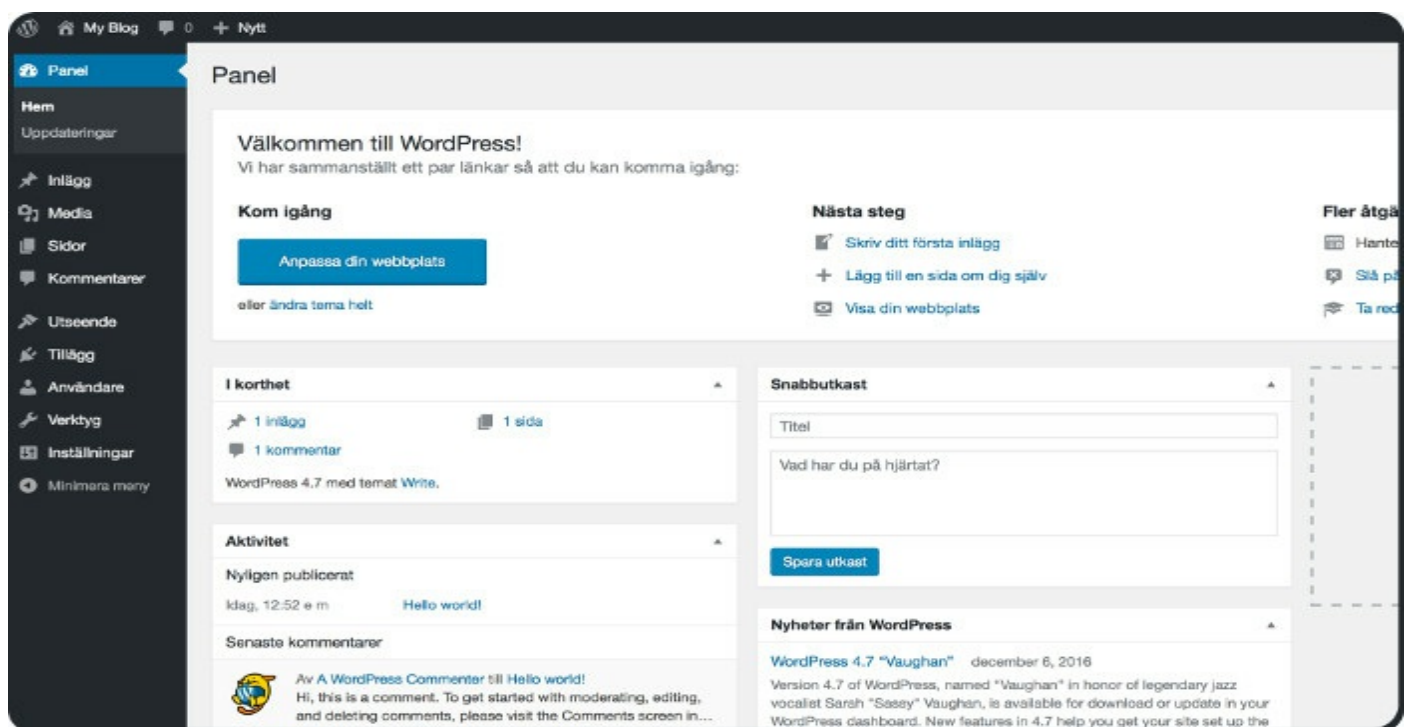 My Blog 0 + Nytt
Panel
Hem
Uppdateringar
Inlägg
Media
Sidor
Kommentarer
Utseende
Tillägg
Användare
Verktyg
Inställningar
Minimera meny
Panel
Välkommen till WordPress!
Vi har sammanställt ett par länkar så att du kan komma igång:
Kom igång
Anpassa din webbplats
eller ändra tema helt
Nästa steg
Skriv ditt första inlägg
Lägg till en sida om dig själv
Visa din webbplats
Fler åtgä
Hante
Slå på
Ta red
I korthet
1 inlägg
1 sida
1 kommentar
WordPress 4.7 med temat Write.
Aktivitet
Nyligen publicerat
Idag, 12:52 e m Hello world!
Senaste kommentarer
Av A WordPress Commenter till Hello world!
Hi, this is a comment. To get started with moderating, editing,
and deleting comments, please visit the Comments screen in…
Snabbutkast
Titel
Vad har du på hjärtat?
Spara utkast
Nyheter från WordPress
WordPress 4.7 "Vaughan" december 6, 2016
Version 4.7 of WordPress, named "Vaughan" in honor of legendary jazz
vocalist Sarah "Sassy" Vaughan, is available for download or update in your
WordPress dashboard. New features in 4.7 help you get your site set up the